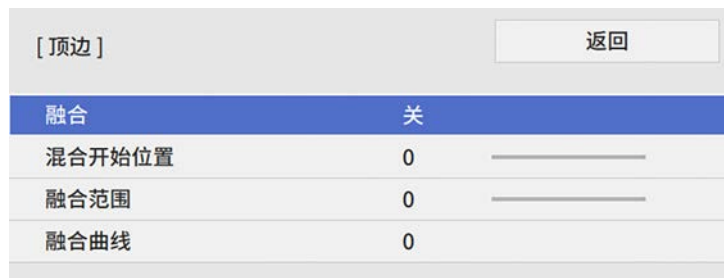 [ 顶边 ]
返回
融合 关
混合开始位置 0
融合范围 0
融合曲线 0